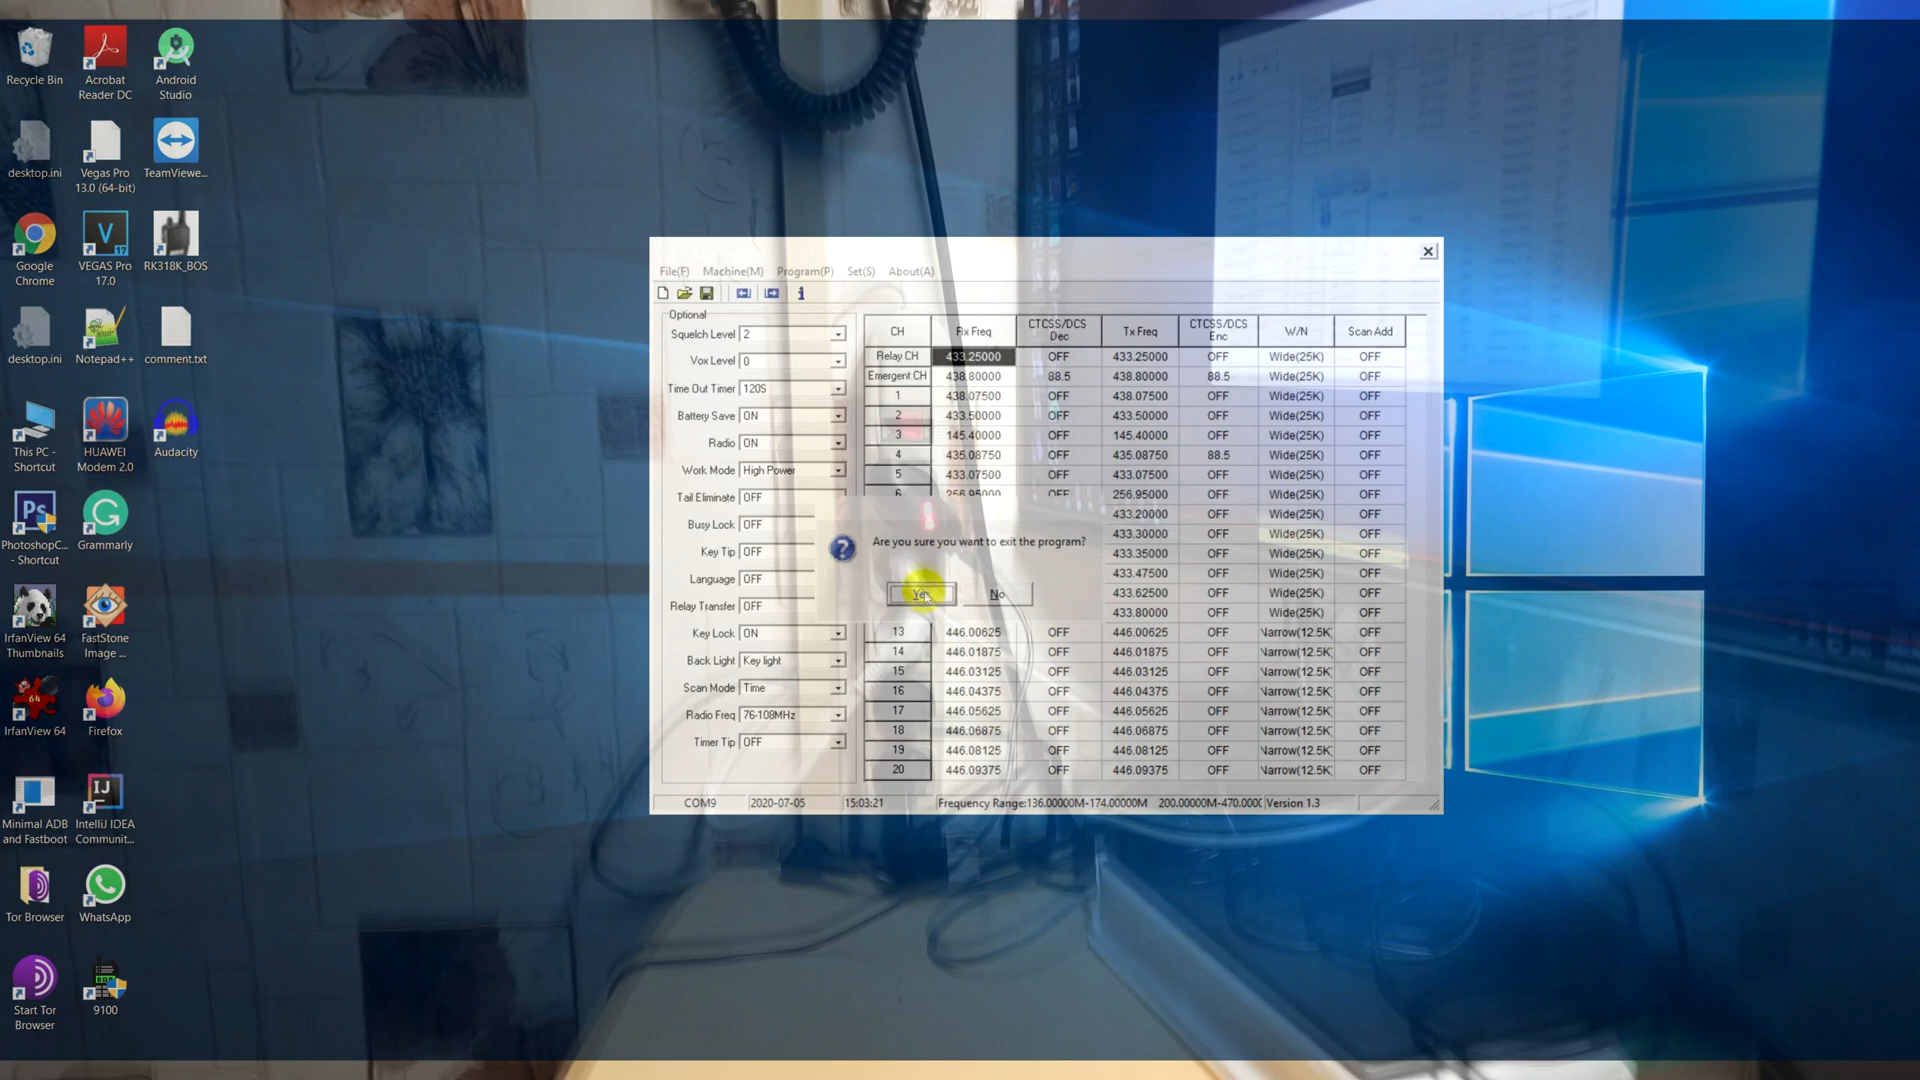 Recycle Bin
Acrobat
Reader DC
Android
Studio
desktop.ini
Vegas Pro
13.0 (64-bit)
TeamViewe...
Google
Chrome
VEGAS Pro
17.0
RK318K_BOS
desktop.ini
Notepad++
comment.txt
This PC -
Shortcut
HUAWEI
Modem 2.0
Audacity
PhotoshopC...
- Shortcut
Grammarly
IrfanView 64
Thumbnails
FastStone
Image ...
IrfanView 64
Firefox
Minimal ADB
and Fastboot
IntelliJ IDEA
Communit...
Tor Browser
WhatsApp
Start Tor
Browser
9100
File(F) Machine(M) Program(P) Set(S) About(A)
Optional
Squelch Level 2
Vox Level 0
Time Out Timer 120S
Battery Save ON
Radio ON
Work Mode High Power
Tail Eliminate OFF
Busy Lock OFF
Key Tip OFF
Language OFF
Relay Transfer OFF
Key Lock ON
Back Light Key light
Scan Mode Time
Radio Freq 76-108MHz
Timer Tip OFF
CH Rx Freq CTCSS/DCS Dec Tx Freq CTCSS/DCS Enc W/N Scan Add
Relay CH 433.25000 OFF 433.25000 OFF Wide(25K) OFF
Emergent CH 438.80000 88.5 438.80000 88.5 Wide(25K) OFF
1 438.07500 OFF 438.07500 OFF Wide(25K) OFF
2 433.50000 OFF 433.50000 OFF Wide(25K) OFF
3 145.40000 OFF 145.40000 OFF Wide(25K) OFF
4 435.08750 OFF 435.08750 88.5 Wide(25K) OFF
5 433.07500 OFF 433.07500 OFF Wide(25K) OFF
6 256.95000 OFF 256.95000 OFF Wide(25K) OFF
433.20000 OFF Wide(25K) OFF
433.30000 OFF Wide(25K) OFF
433.35000 OFF Wide(25K) OFF
433.47500 OFF Wide(25K) OFF
433.62500 OFF Wide(25K) OFF
433.80000 OFF Wide(25K) OFF
Are you sure you want to exit the program?
Yes No
13 446.00625 OFF 446.00625 OFF Narrow(12.5K) OFF
14 446.01875 OFF 446.01875 OFF Narrow(12.5K) OFF
15 446.03125 OFF 446.03125 OFF Narrow(12.5K) OFF
16 446.04375 OFF 446.04375 OFF Narrow(12.5K) OFF
17 446.05625 OFF 446.05625 OFF Narrow(12.5K) OFF
18 446.06875 OFF 446.06875 OFF Narrow(12.5K) OFF
19 446.08125 OFF 446.08125 OFF Narrow(12.5K) OFF
20 446.09375 OFF 446.09375 OFF Narrow(12.5K) OFF
COM9 2020-07-05 15:03:21 Frequency Range:136.00000M-174.00000M 200.00000M-470.000( Version 1.3